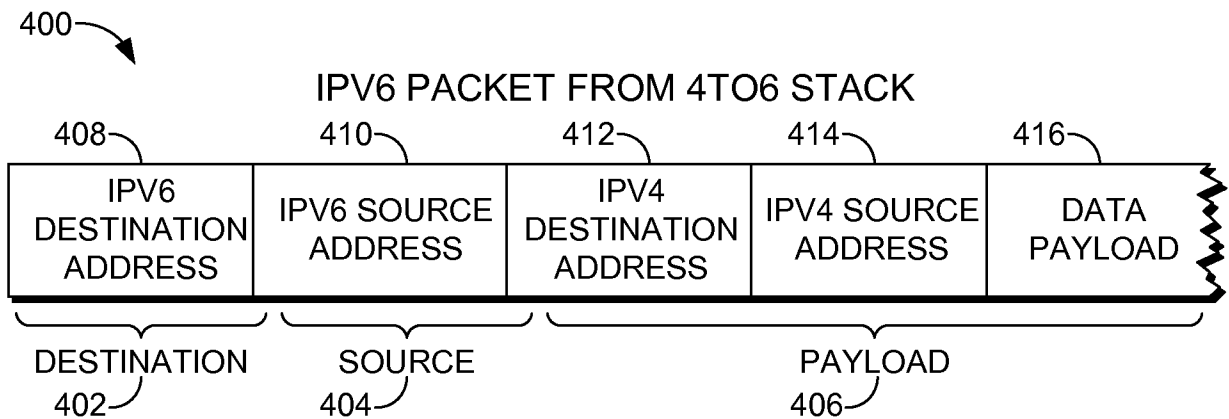 400
IPV6 PACKET FROM 4TO6 STACK
408
410
412
414
416
IPV6
DESTINATION
ADDRESS
IPV6 SOURCE
ADDRESS
IPV4
DESTINATION
ADDRESS
IPV4 SOURCE
ADDRESS
DATA
PAYLOAD
DESTINATION
SOURCE
PAYLOAD
402
404
406